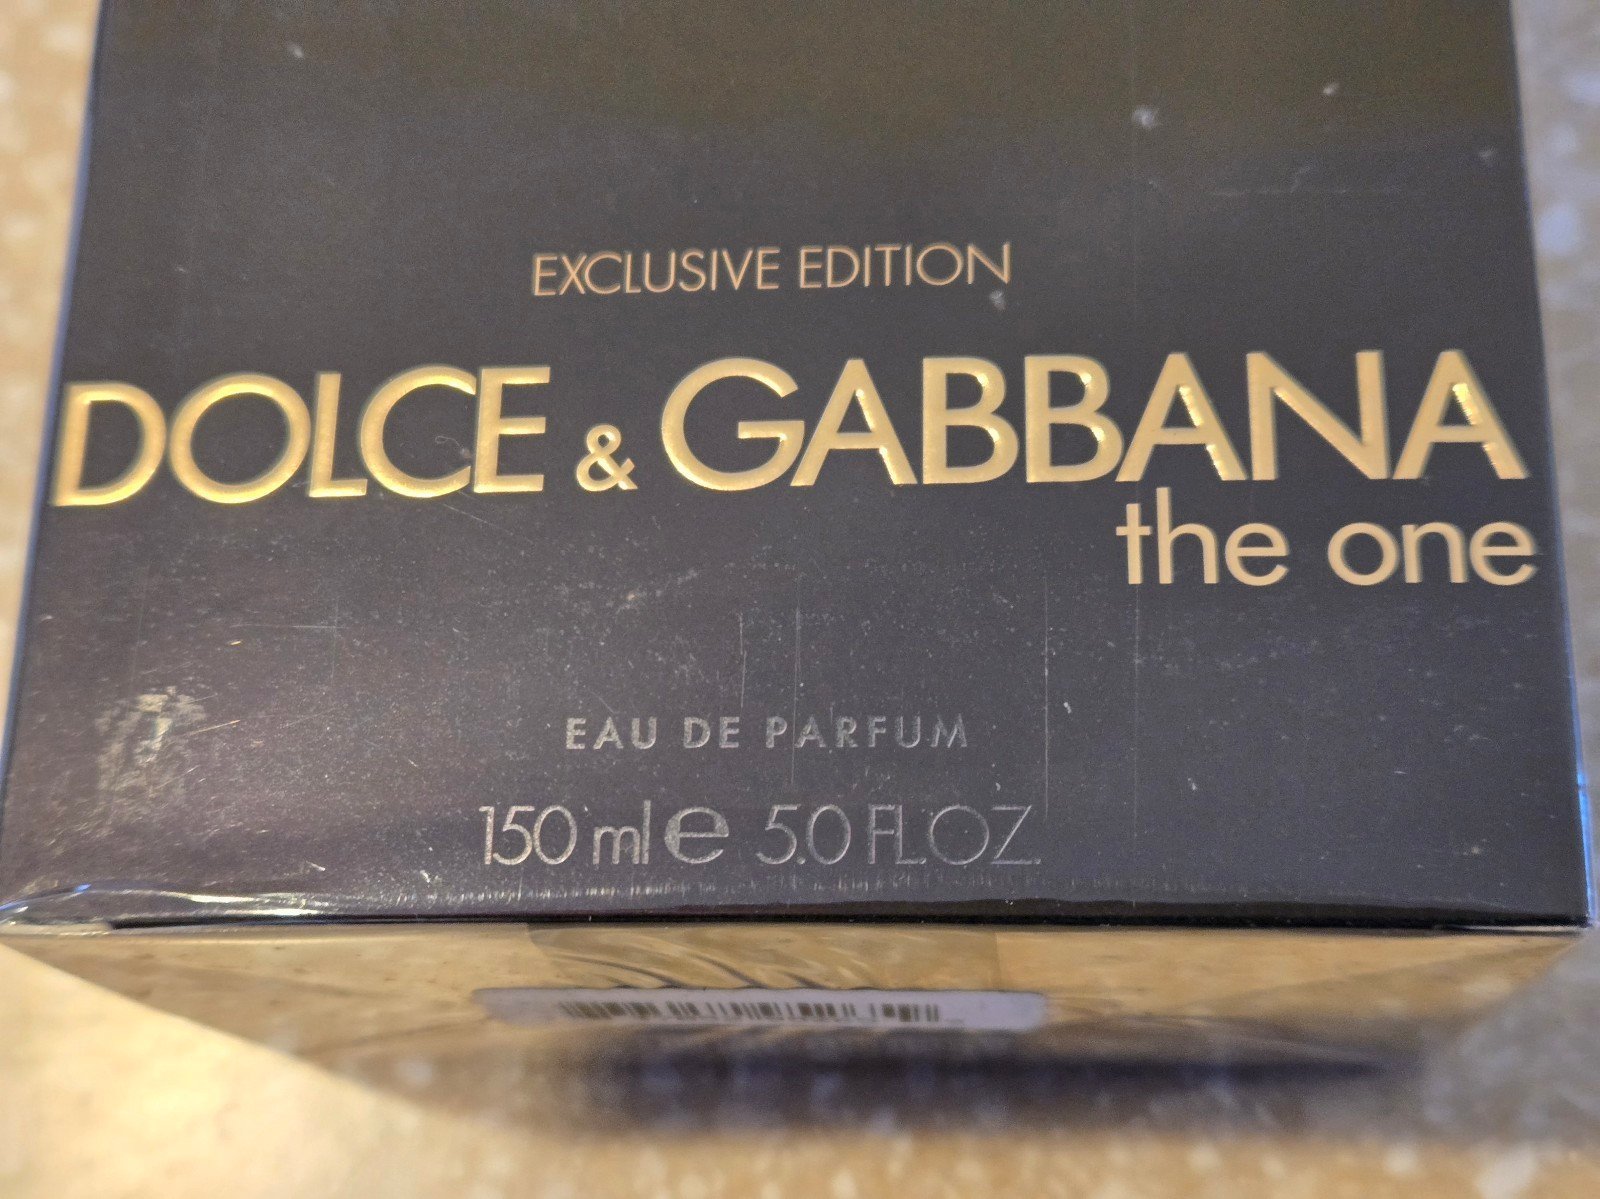 EXCLUSIVE EDITION
DOLCE & GABBANA
the one
EAU DE PARFUM
150 ml e 5.0 FL.OZ.